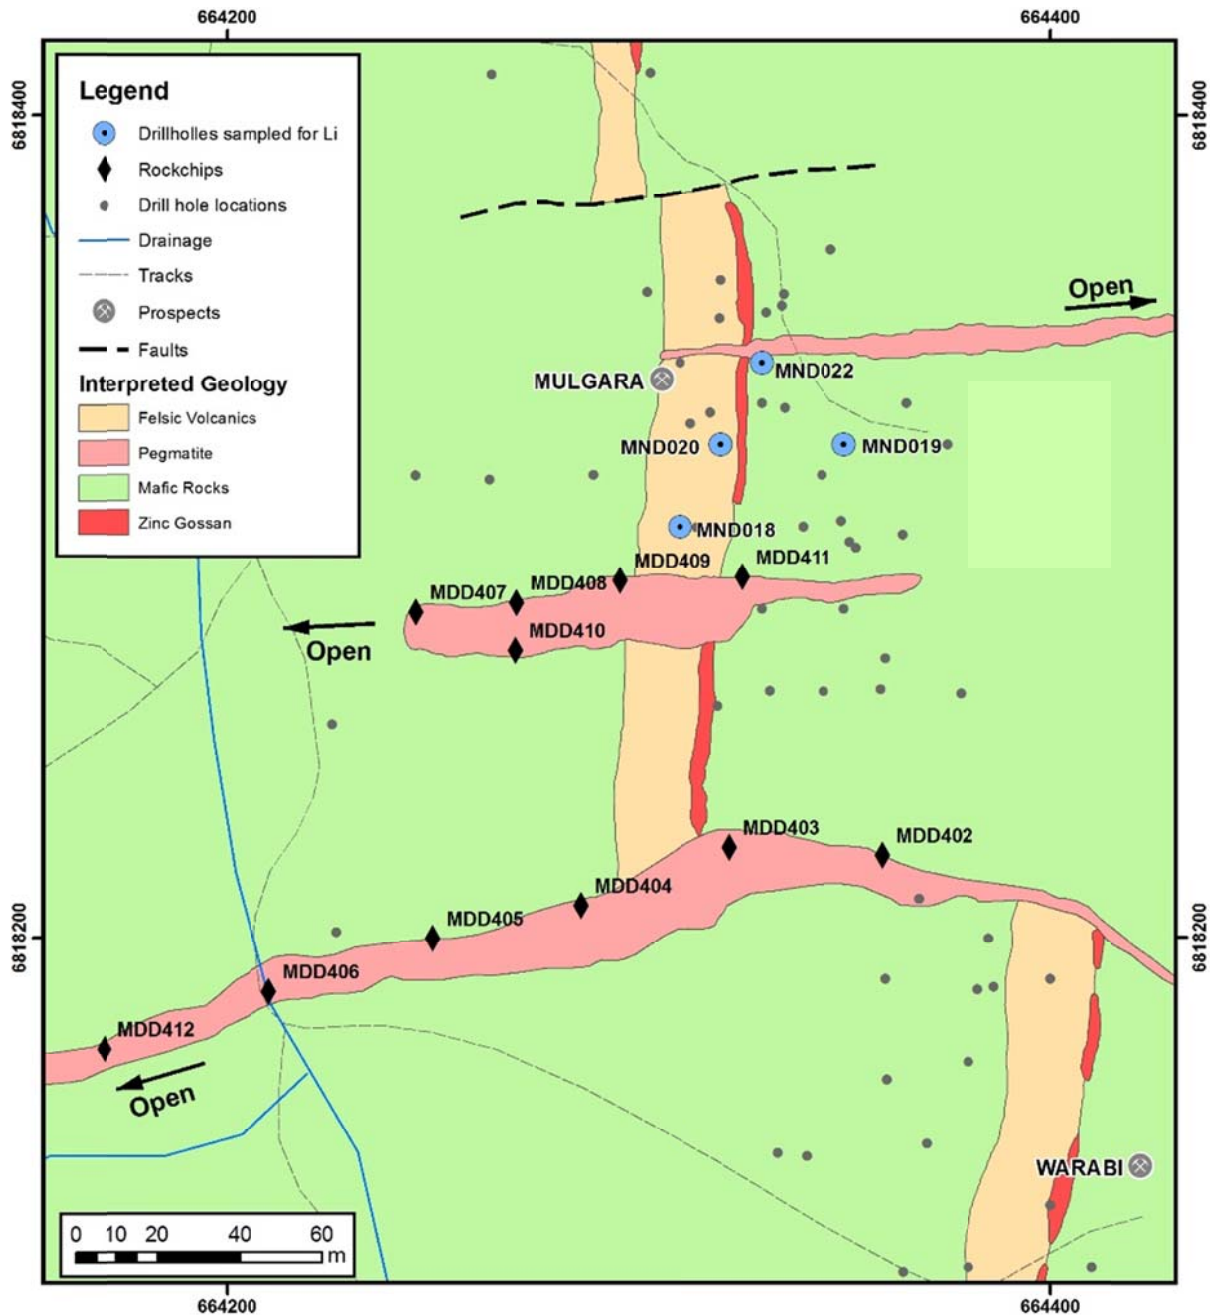 664200
664400
6818400
6818400
Legend
Drillholes sampled for Li
Rockchips
Drill hole locations
Drainage
Tracks
Prospects
Faults
Interpreted Geology
Felsic Volcanics
Pegmatite
Mafic Rocks
Zinc Gossan
Open
MULGARA
MND022
MND020
MND019
MND018
MDD409
MDD411
MDD407
MDD408
MDD410
Open
MDD403
MDD402
MDD404
MDD405
6818200
6818200
MDD406
MDD412
Open
WARABI
0 10 20 40 60
m
664200
664400